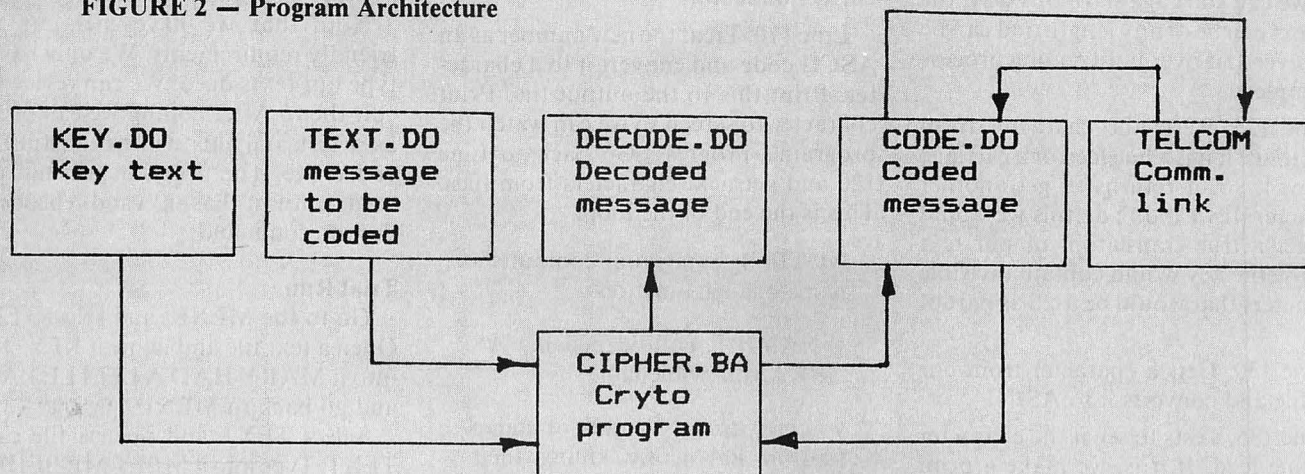 FIGURE 2 — Program Architecture
KEY.DO
Key text
TEXT.DO
message
to be
coded
DECODE.DO
Decoded
message
CODE.DO
Coded
message
TELCOM
Comm.
link
CIPHER.BA
Cryto
program